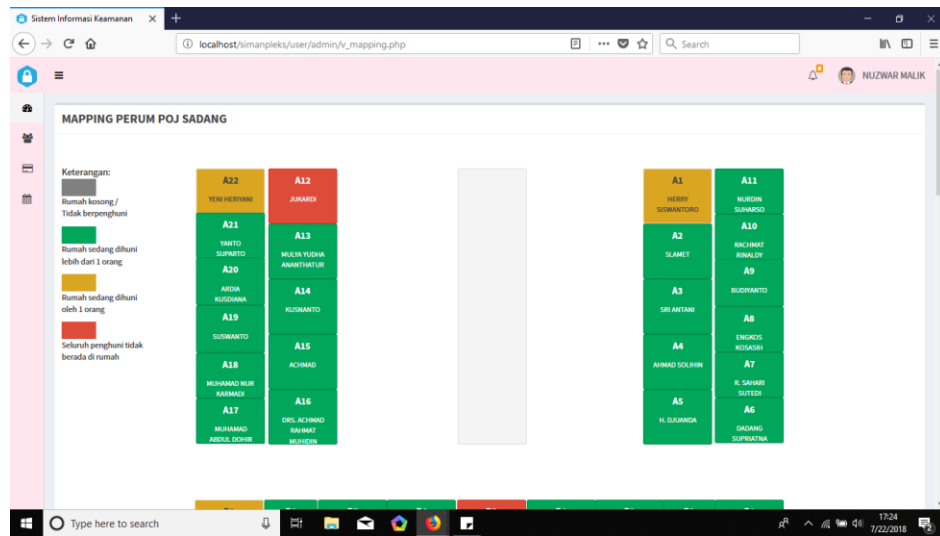 Sistem Informasi Keamanan
localhost/simanpleks/user/admin/v_mapping.php
Search
NUZWAR MALIK
MAPPING PERUM POJ SADANG
Keterangan:
Rumah kosong /
Tidak berpenghuni
Rumah sedang dihuni
lebih dari 1 orang
Rumah sedang dihuni
oleh 1 orang
Seluruh penghuni tidak
berada di rumah
A22
YENI HERIYANI
A21
YANTO
SUPARTO
A20
ARDIA
KUSDIANA
A19
SUSWANTO
A18
MUHAMAD NUR
KARMADI
A17
MUHAMAD
ABDUL DOHIR
A12
JUKARDI
A13
MULYA YUDHA
ANANTHATUR
A14
KUSNANTO
A15
ACHMAD
A16
DRS. ACHMAD
RAHMAT
MUHIDIN
A1
HERRY
SISWANTORO
A2
SLAMET
A3
SRI ANTANI
A4
AHMAD SOLIHIN
A5
H. DJUANDA
A11
NURDIN
SUHARSO
A10
RACHMAT
RINALDY
A9
BUDIYANTO
A8
ENGKOS
KOSASIH
A7
R. SAHARI
SUTEDI
A6
DADANG
SUPRIATNA
Type here to search
17:24
7/22/2018